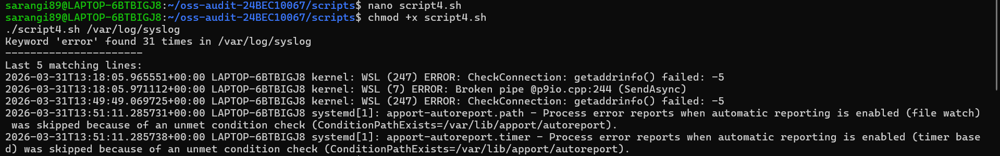 sarangi89@LAPTOP-6BTBIGJ8:~/oss-audit-24BEC10067/scripts$ nano script4.sh
sarangi89@LAPTOP-6BTBIGJ8:~/oss-audit-24BEC10067/scripts$ chmod +x script4.sh
./script4.sh /var/log/syslog
Keyword 'error' found 31 times in /var/log/syslog
----------------------
Last 5 matching lines:
2026-03-31T13:18:05.965551+00:00 LAPTOP-6BTBIGJ8 kernel: WSL (247) ERROR: CheckConnection: getaddrinfo() failed: -5
2026-03-31T13:18:05.971112+00:00 LAPTOP-6BTBIGJ8 kernel: WSL (7) ERROR: Broken pipe @p9io.cpp:244 (SendAsync)
2026-03-31T13:49:49.069725+00:00 LAPTOP-6BTBIGJ8 kernel: WSL (247) ERROR: CheckConnection: getaddrinfo() failed: -5
2026-03-31T13:51:11.285731+00:00 LAPTOP-6BTBIGJ8 systemd[1]: apport-autoreport.path - Process error reports when automatic reporting is enabled (file watch)
 was skipped because of an unmet condition check (ConditionPathExists=/var/lib/apport/autoreport).
2026-03-31T13:51:11.285738+00:00 LAPTOP-6BTBIGJ8 systemd[1]: apport-autoreport.timer - Process error reports when automatic reporting is enabled (timer base
d) was skipped because of an unmet condition check (ConditionPathExists=/var/lib/apport/autoreport).